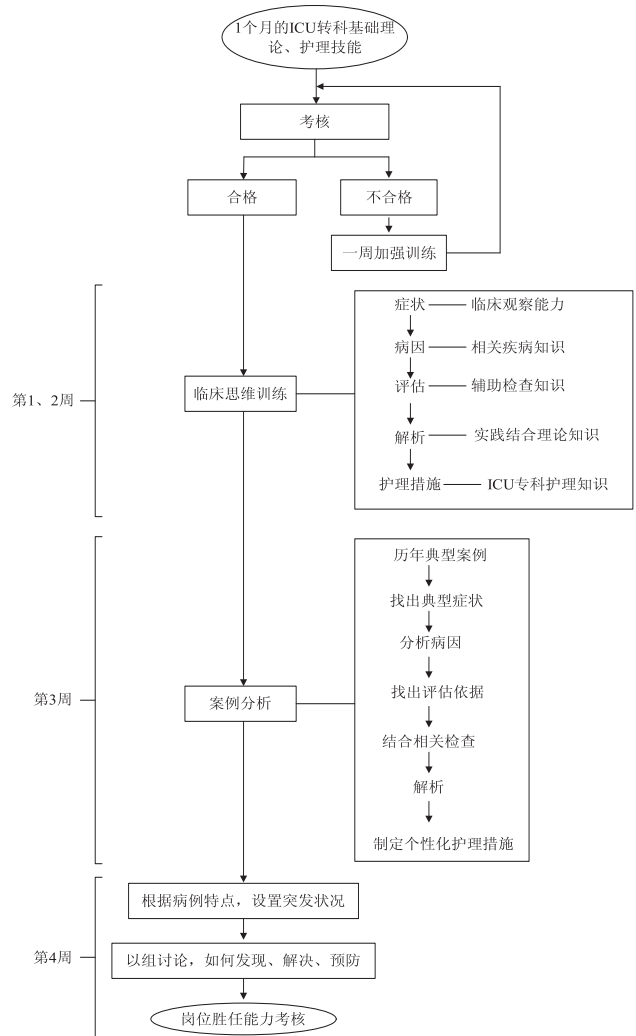 1个月的ICU转科基础理
论、护理技能
考核
合格
不合格
一周加强训练
第1、2周
临床思维训练
症状
临床观察能力
病因
相关疾病知识
评估
辅助检查知识
解析
实践结合理论知识
护理措施
ICU专科护理知识
第3周
案例分析
历年典型案例
找出典型症状
分析病因
找出评估依据
结合相关检查
解析
制定个性化护理措施
第4周
根据病例特点，设置突发状况
以组讨论，如何发现、解决、预防
岗位胜任能力考核